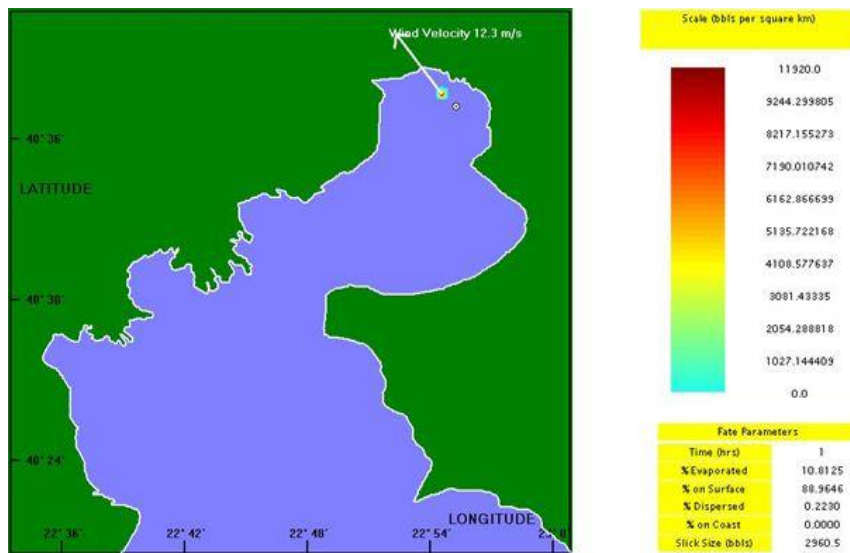 Wind Velocity 12.3 m/s
40° 36'
LATITUDE
40° 30'
40° 24'
LONGITUDE
22° 36' 22° 42' 22° 48' 22° 54' 23° 0'
Scale (bbls per square km)
11920.0
9244.299805
8217.155273
7190.010742
6162.866699
5135.722168
4108.577637
3081.43335
2054.288818
1027.144409
0.0
Fate Parameters
Time (hrs) 1
% Evaporated 10.8125
% on Surface 88.9646
% Dispersed 0.2230
% on Coast 0.0000
Slick Size (bbls) 2960.5